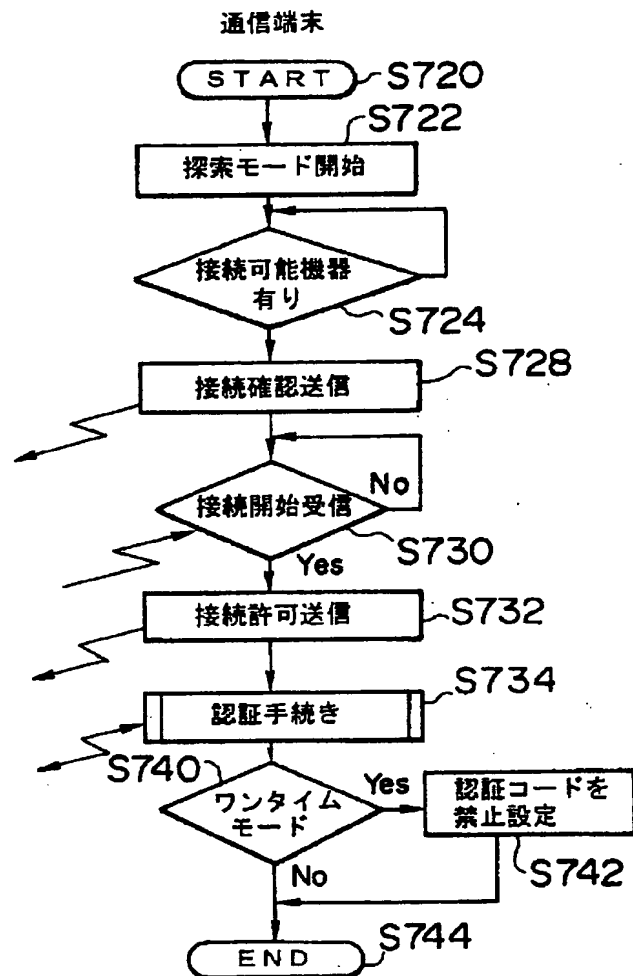 通信端末
START
S720
S722
探索モード開始
接続可能機器
有り
S724
S728
接続確認送信
接続開始受信
No
S730
Yes
接続許可送信
S732
S734
認証手続き
S740
ワンタイム
モード
Yes
認証コードを
禁止設定
S742
No
END
S744